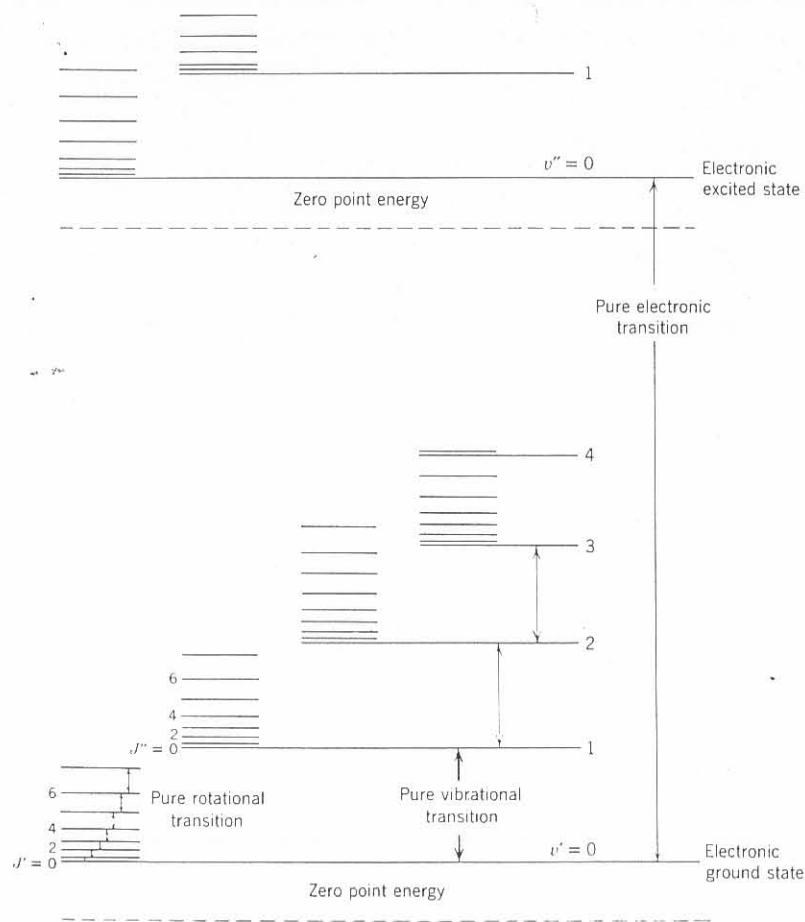 1
v″ = 0
Electronic
excited state
Zero point energy
Pure electronic
transition
4
3
2
6
4
2
J″ = 0
1
6
Pure rotational
transition
Pure vibrational
transition
4
2
v′ = 0
J′ = 0
Electronic
ground state
Zero point energy